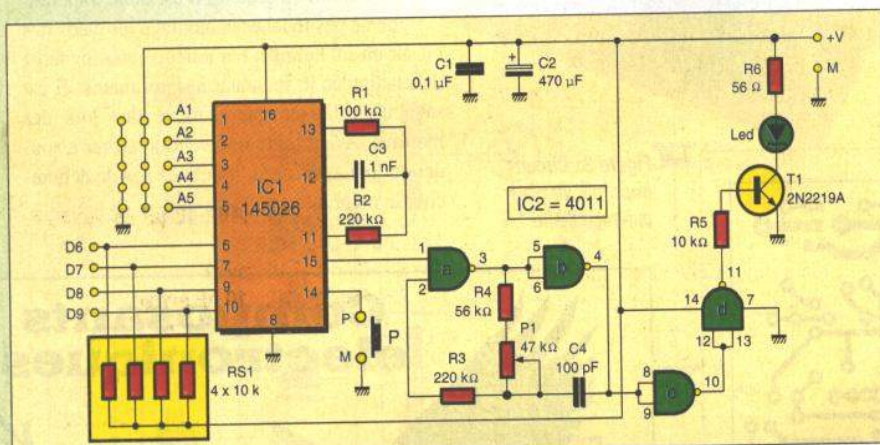 +V
M
R6
56 Ω
Led
T1
2N2219A
R5
10 kΩ
C1
0,1 µF
+
C2
470 µF
R1
100 kΩ
C3
1 nF
R2
220 kΩ
A1
A2
A3
A4
A5
1
2
3
4
5
6
7
9
10
16
13
12
11
15
14
8
IC1
145026
D6
D7
D8
D9
RS1
4 x 10 k
P
M
P
IC2 = 4011
1
2
a
3
5
6
b
4
R4
56 kΩ
P1
47 kΩ
R3
220 kΩ
C4
100 pF
8
9
c
10
11
14
d
7
12
13